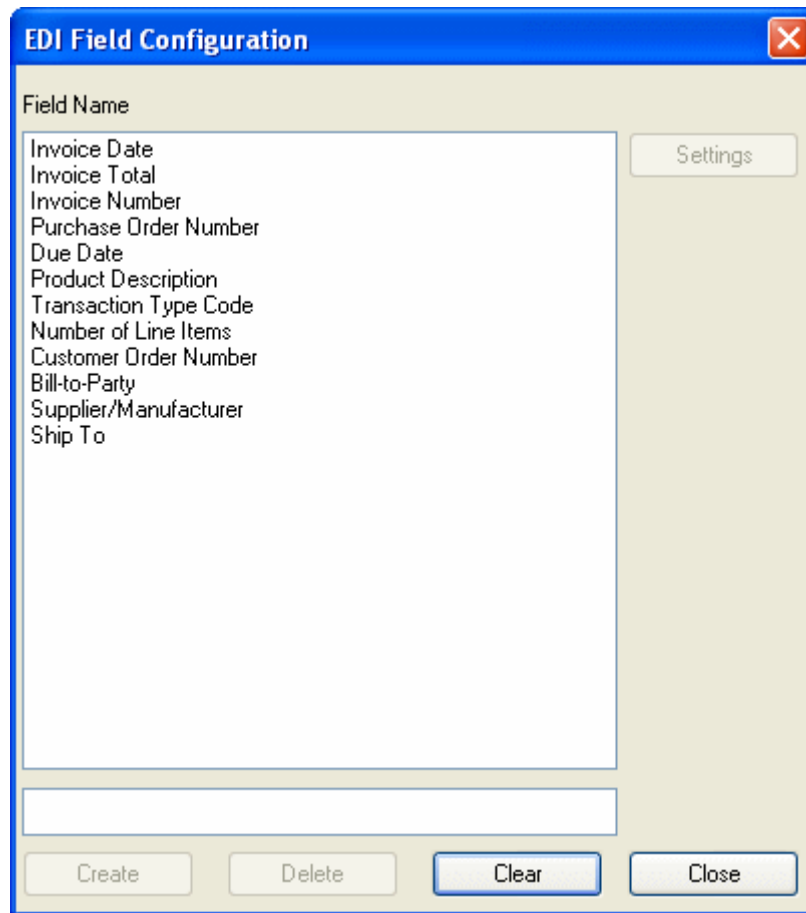 EDI Field Configuration
Field Name
Invoice Date
Settings
Invoice Total
Invoice Number
Purchase Order Number
Due Date
Product Description
Transaction Type Code
Number of Line Items
Customer Order Number
Bill-to-Party
Supplier/Manufacturer
Ship To
Create
Delete
Clear
Close